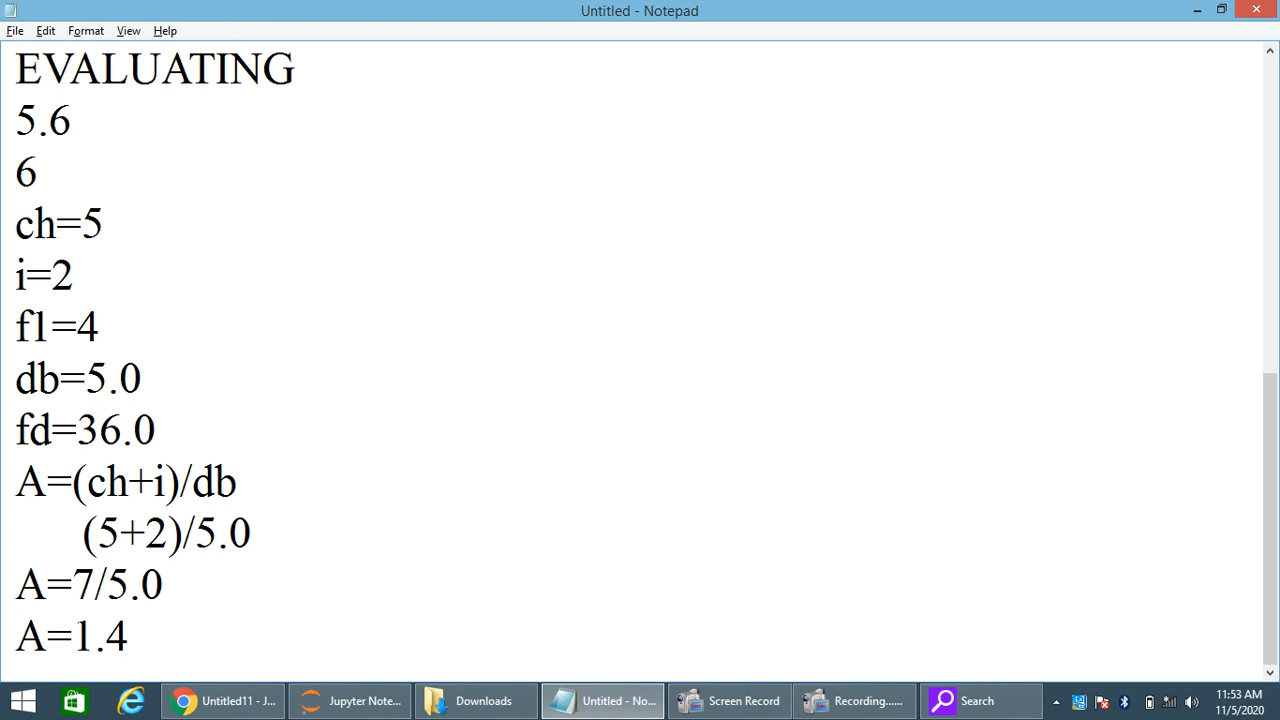 Untitled - Notepad
File Edit Format View Help
EVALUATING
5.6
6
ch=5
i=2
f1=4
db=5.0
fd=36.0
A=(ch+i)/db
(5+2)/5.0
A=7/5.0
A=1.4
Untitled11 - J... Jupyter Note... Downloads Untitled - No... Screen Record Recording...... Search 11:53 AM
11/5/2020